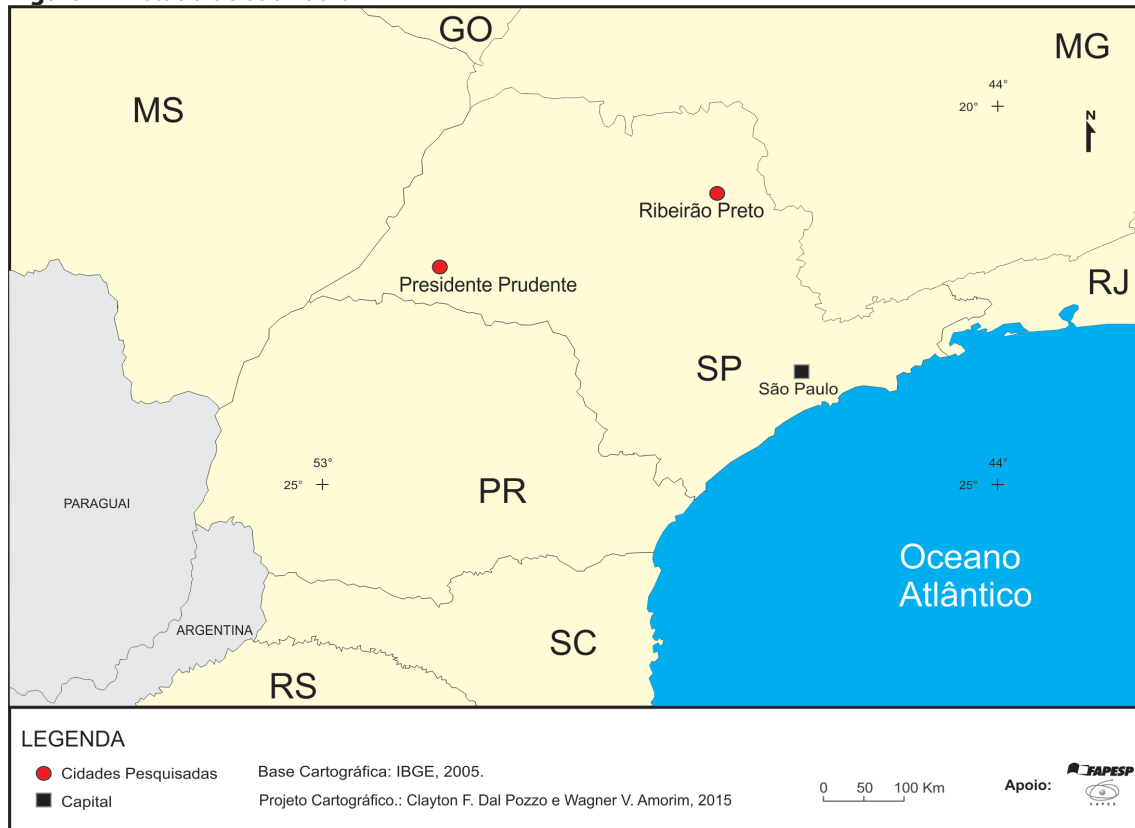 GO
MG
MS
44°
20°
N
Ribeirão Preto
Presidente Prudente
RJ
SP
São Paulo
53°
25°
44°
25°
PR
PARAGUAI
Oceano
Atlântico
ARGENTINA
SC
RS
LEGENDA
Cidades Pesquisadas
Base Cartográfica: IBGE, 2005.
Capital
Projeto Cartográfico.: Clayton F. Dal Pozzo e Wagner V. Amorim, 2015
0 50 100 Km
Apoio:
FAPESP
CAPES